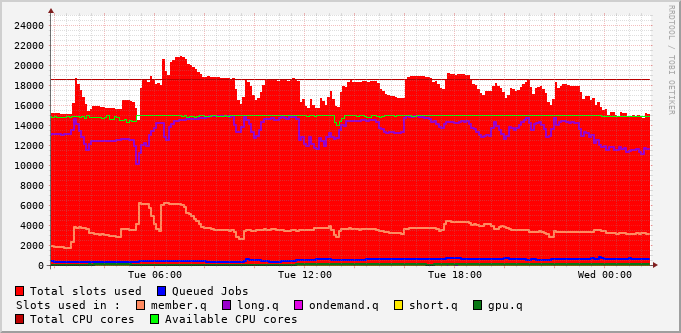 24000
22000
20000
18000
16000
14000
12000
10000
8000
6000
4000
2000
0
RRDTOOL / TOBI OETIKER
Tue 06:00 Tue 12:00 Tue 18:00 Wed 00:00
Total slots used Queued Jobs
Slots used in : member.q long.q ondemand.q short.q gpu.q
Total CPU cores Available CPU cores